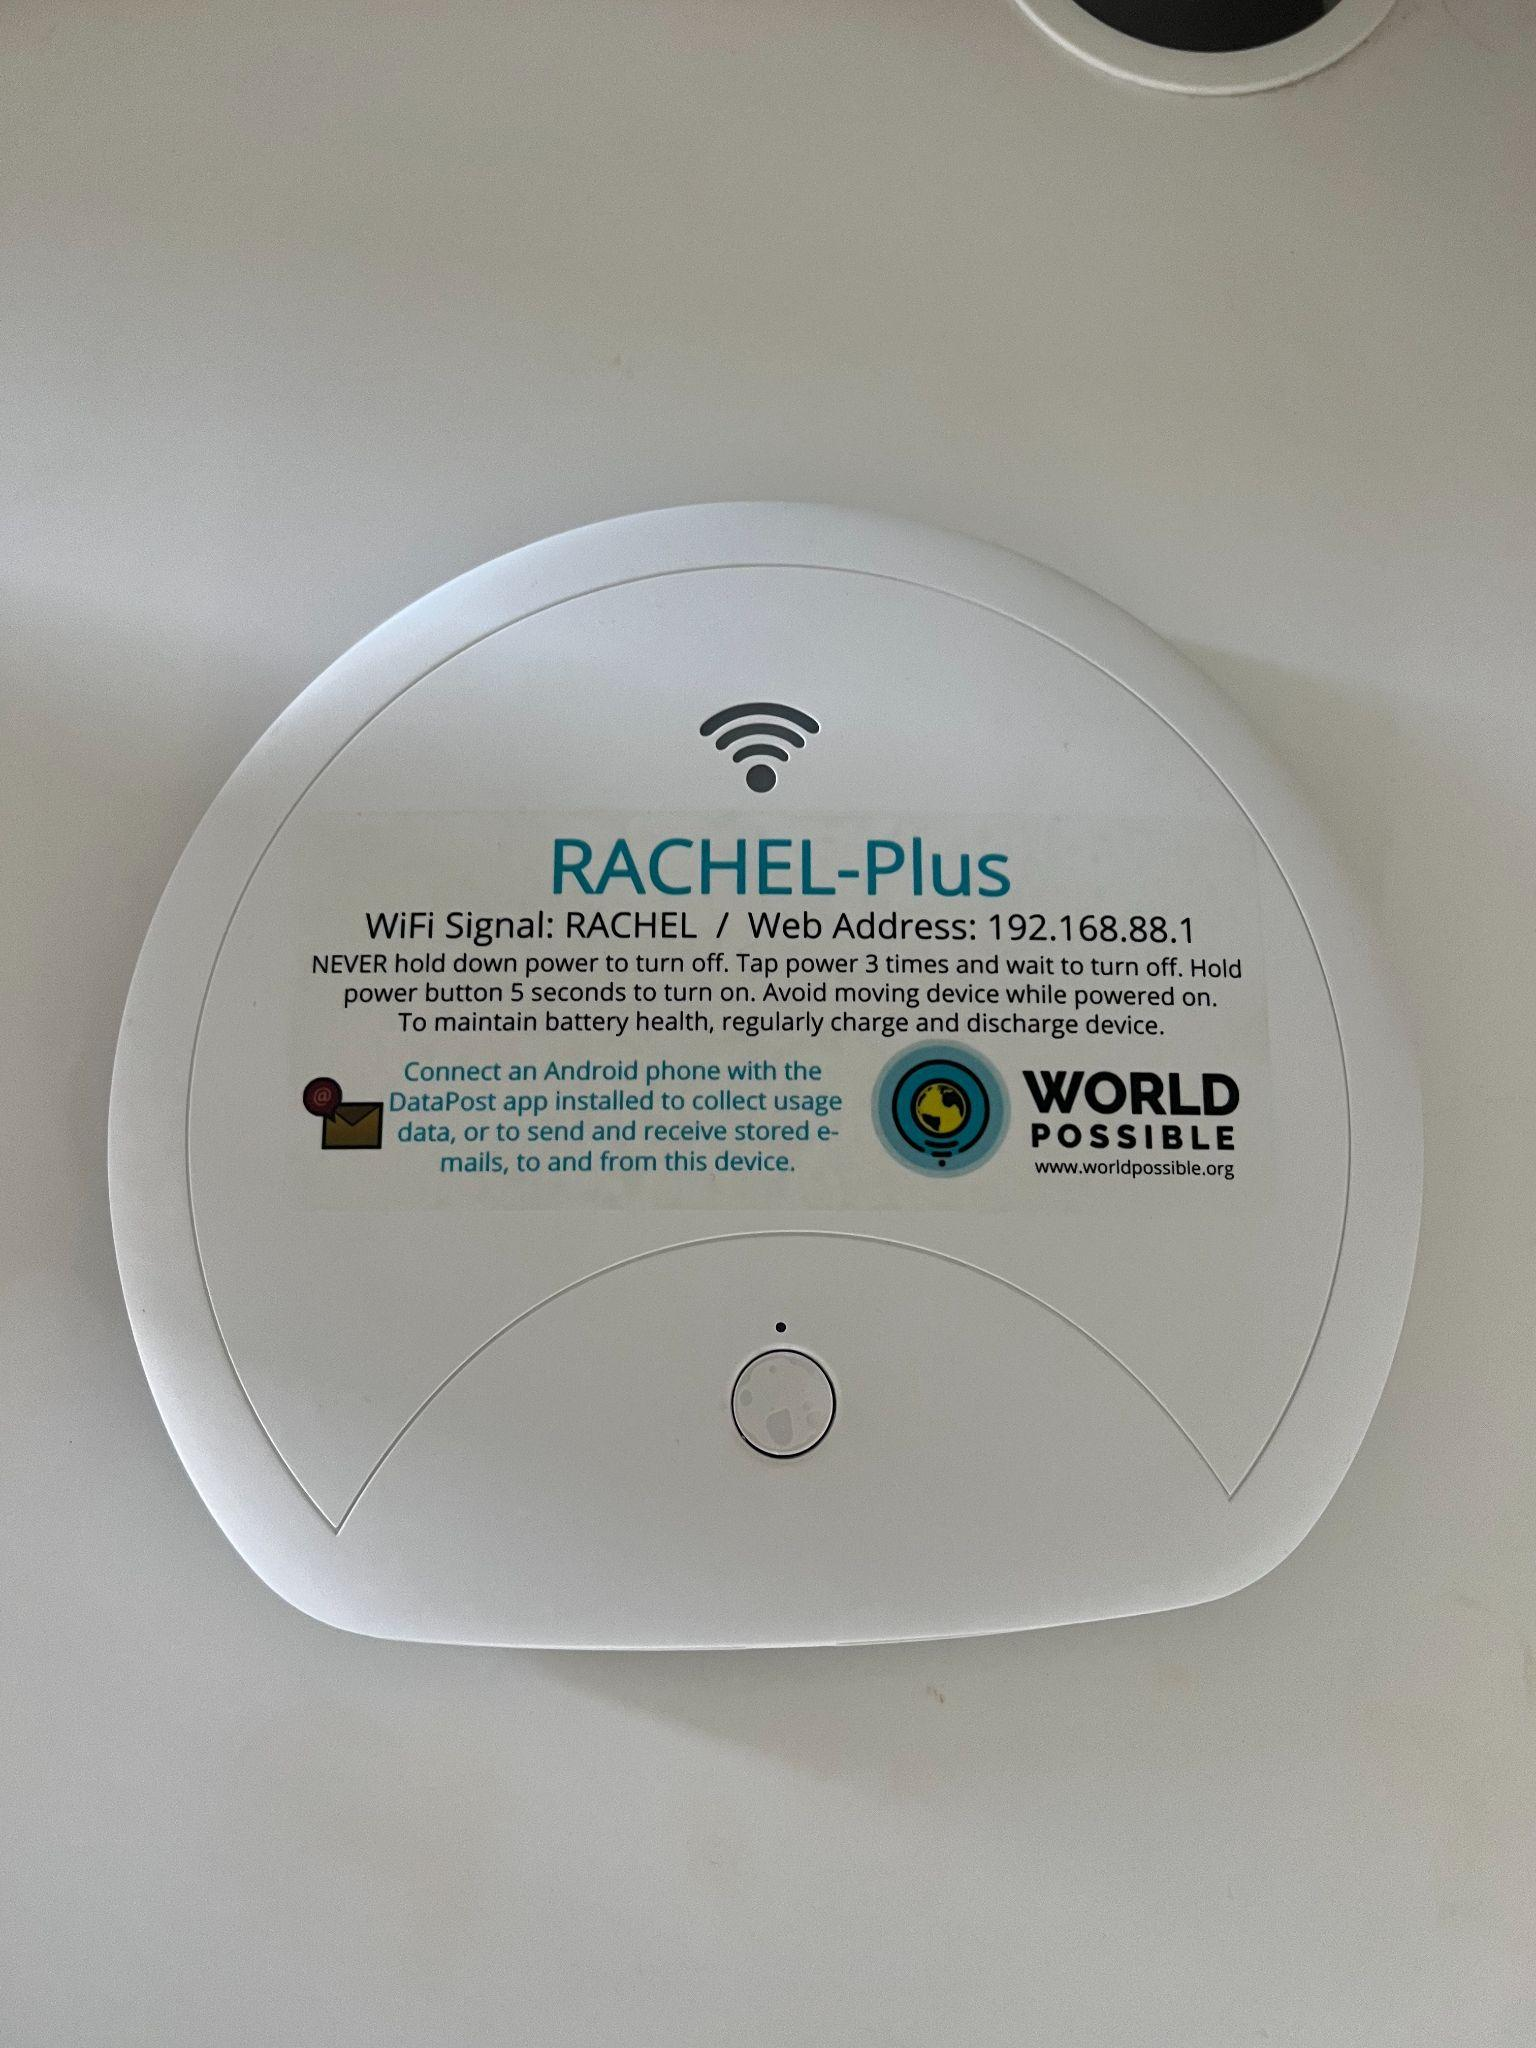 RACHEL-Plus
WiFi Signal: RACHEL / Web Address: 192.168.88.1
NEVER hold down power to turn off. Tap power 3 times and wait to turn off. Hold
power button 5 seconds to turn on. Avoid moving device while powered on.
To maintain battery health, regularly charge and discharge device.
@
Connect an Android phone with the
DataPost app installed to collect usage
data, or to send and receive stored e-
mails, to and from this device.
WORLD
POSSIBLE
www.worldpossible.org